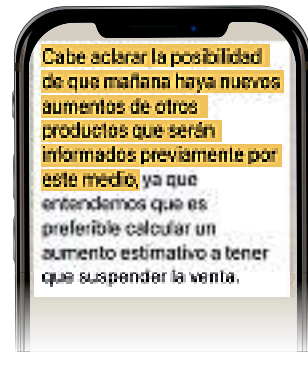 Cabe aclarar la posibilidad
de que mañana haya nuevos
aumentos de otros
productos que serán
informados previamente por
este medio, ya que
entendemos que es
preferible calcular un
aumento estimativo a tener
que suspender la venta.